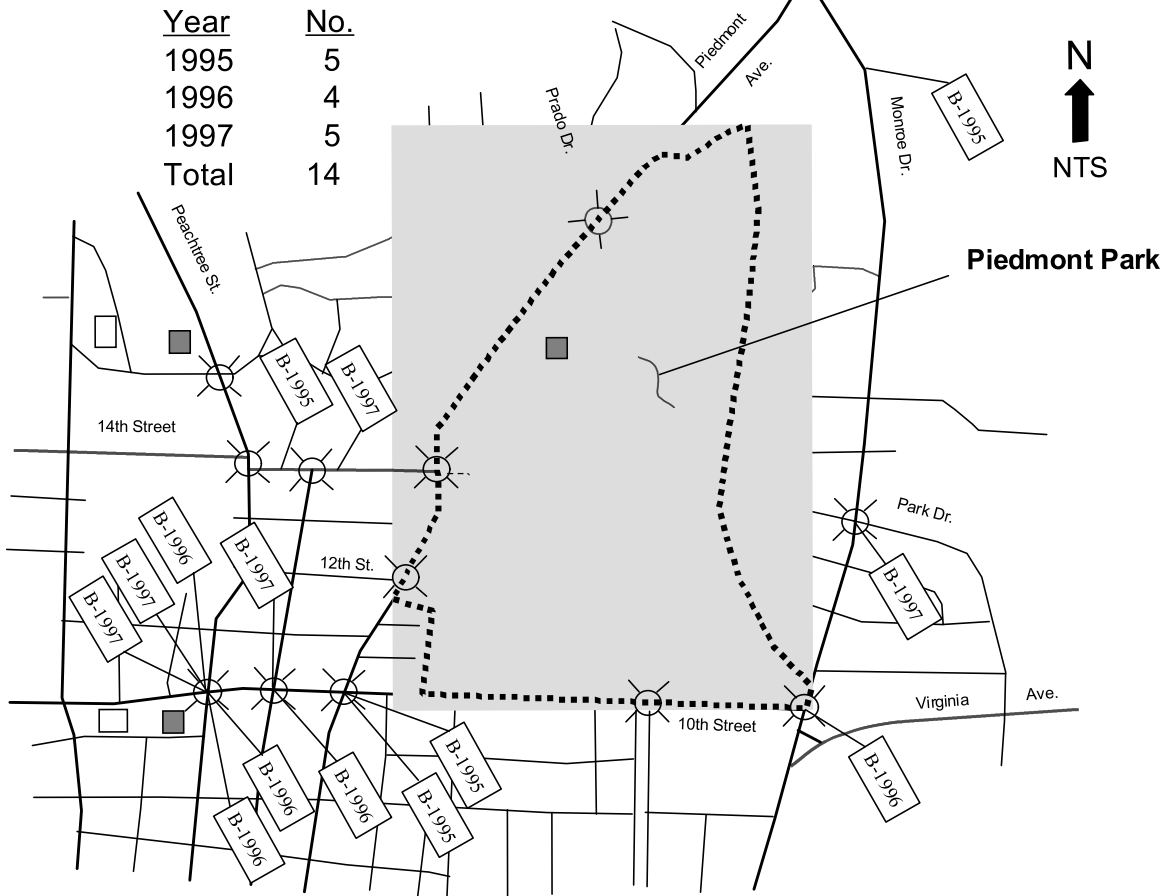 Year No.
1995 5
1996 4
1997 5
Total 14
Piedmont
Ave.
Prado Dr.
Monroe Dr.
B-1995
N
NTS
Peachtree St.
Piedmont Park
B-1995
B-1997
14th Street
B-1996
B-1997
B-1997
B-1997
12th St.
Park Dr.
B-1997
Virginia
Ave.
10th Street
B-1995
B-1996
B-1996
B-1995
B-1996
B-1996